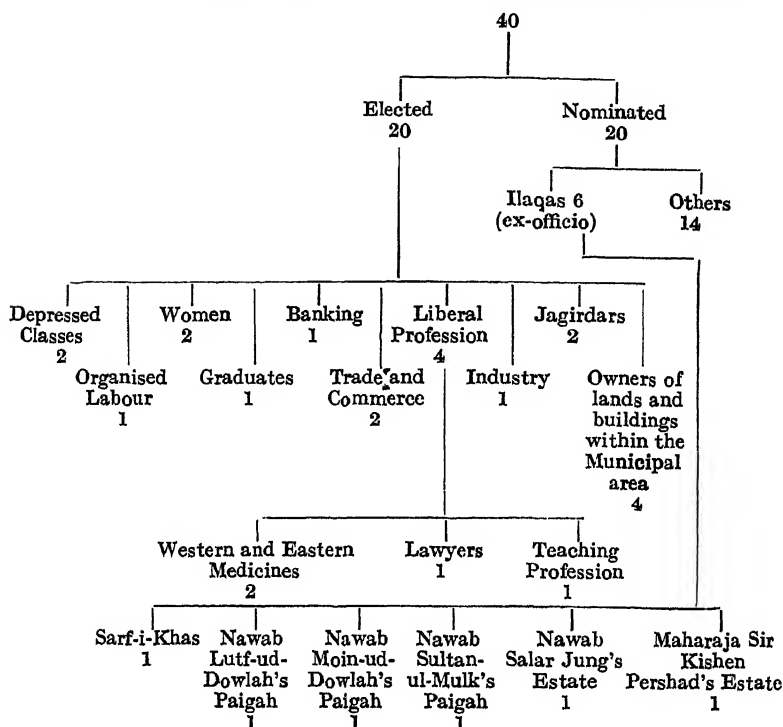 40
Elected
20
Nominated
20
Ilaqas 6
(ex-officio)
Others
14
Depressed
Classes
2
Organised
Labour
1
Women
2
Graduates
1
Banking
1
Trade and
Commerce
2
Liberal
Profession
4
Industry
1
Jagirdars
2
Owners of
lands and
buildings
within the
Municipal
area
4
Western and Eastern
Medicines
2
Lawyers
1
Teaching
Profession
1
Sarf-i-Khas
1
Nawab
Lutf-ud-
Dowlah's
Paigah
1
Nawab
Moin-ud-
Dowlah's
Paigah
1
Nawab
Sultan-
ul-Mulk's
Paigah
1
Nawab
Salar Jung's
Estate
1
Maharaja Sir
Kishen
Pershad's Estate
1